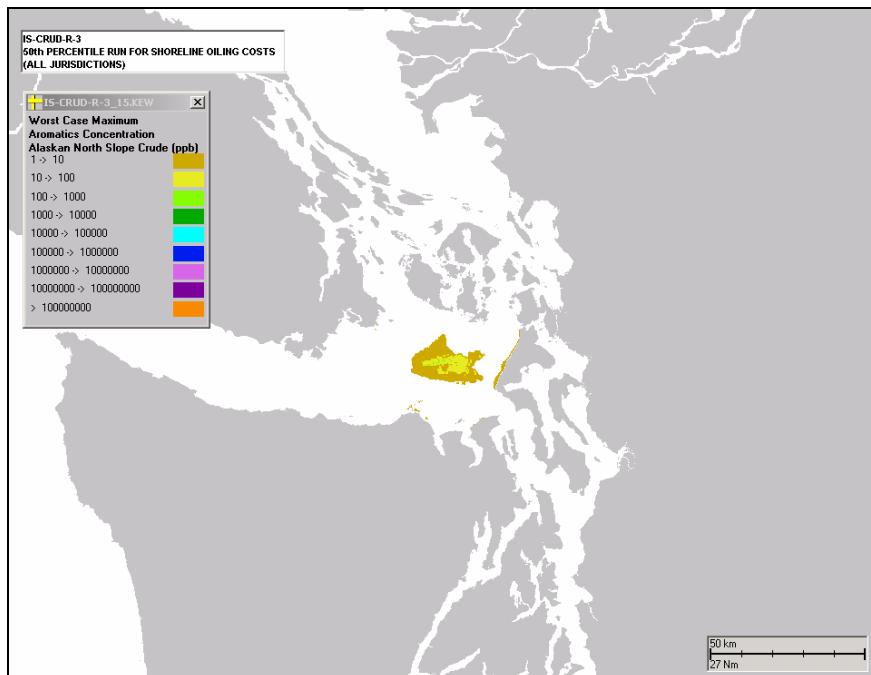 IS-CRUD-R-3
50th PERCENTILE RUN FOR SHORELINE OILING COSTS
(ALL JURISDICTIONS)
IS-CRUD-R-3_15.KEW
Worst Case Maximum
Aromatics Concentration
Alaskan North Slope Crude (ppb)
1 -> 10
10 -> 100
100 -> 1000
1000 -> 10000
10000 -> 100000
100000 -> 1000000
1000000 -> 10000000
10000000 -> 100000000
> 100000000
50 km
27 Nm